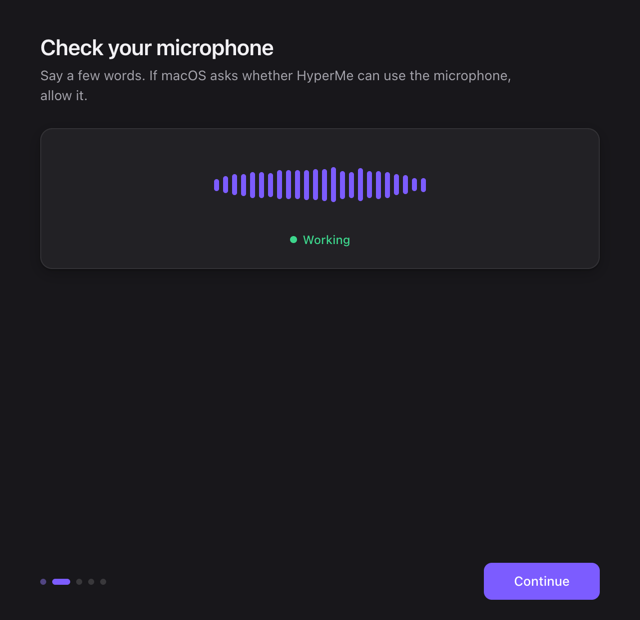 Check your microphone
Say a few words. If macOS asks whether HyperMe can use the microphone,
allow it.
Working
Continue